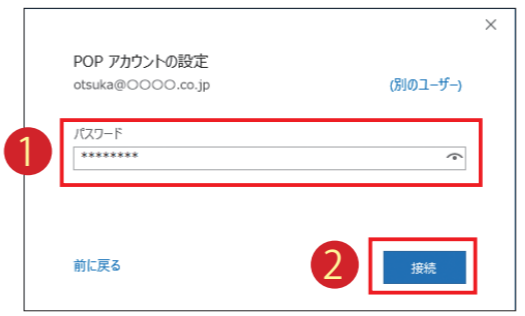 ×
POP アカウントの設定
otsuka@〇〇〇〇.co.jp
(別のユーザー)
1
パスワード
********
前に戻る
2
接続